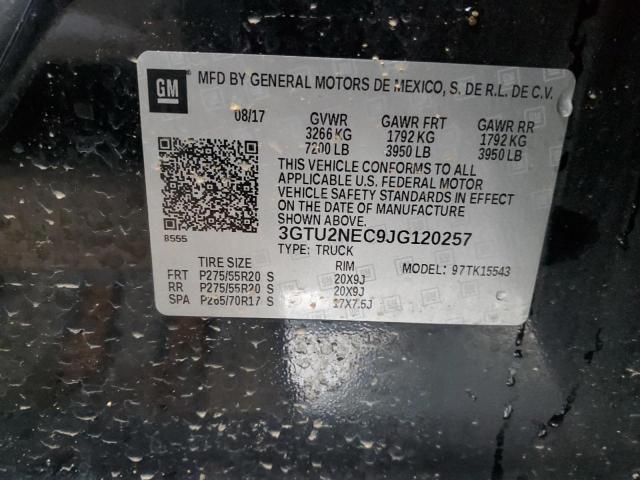 GM
MFD BY GENERAL MOTORS DE MEXICO, S. DE R.L. DE C.V.
08/17 GVWR GAWR FRT GAWR RR
3266 KG 1792 KG 1792 KG
7200 LB 3950 LB 3950 LB
THIS VEHICLE CONFORMS TO ALL
APPLICABLE U.S. FEDERAL MOTOR
VEHICLE SAFETY STANDARDS IN EFFECT
ON THE DATE OF MANUFACTURE
SHOWN ABOVE.
8555
3GTU2NEC9JG120257
TYPE: TRUCK
TIRE SIZE RIM MODEL: 97TK15543
FRT P275/55R20 S 20X9J
RR P275/55R20 S 20X9J
SPA P265/70R17 S 17X7.5J